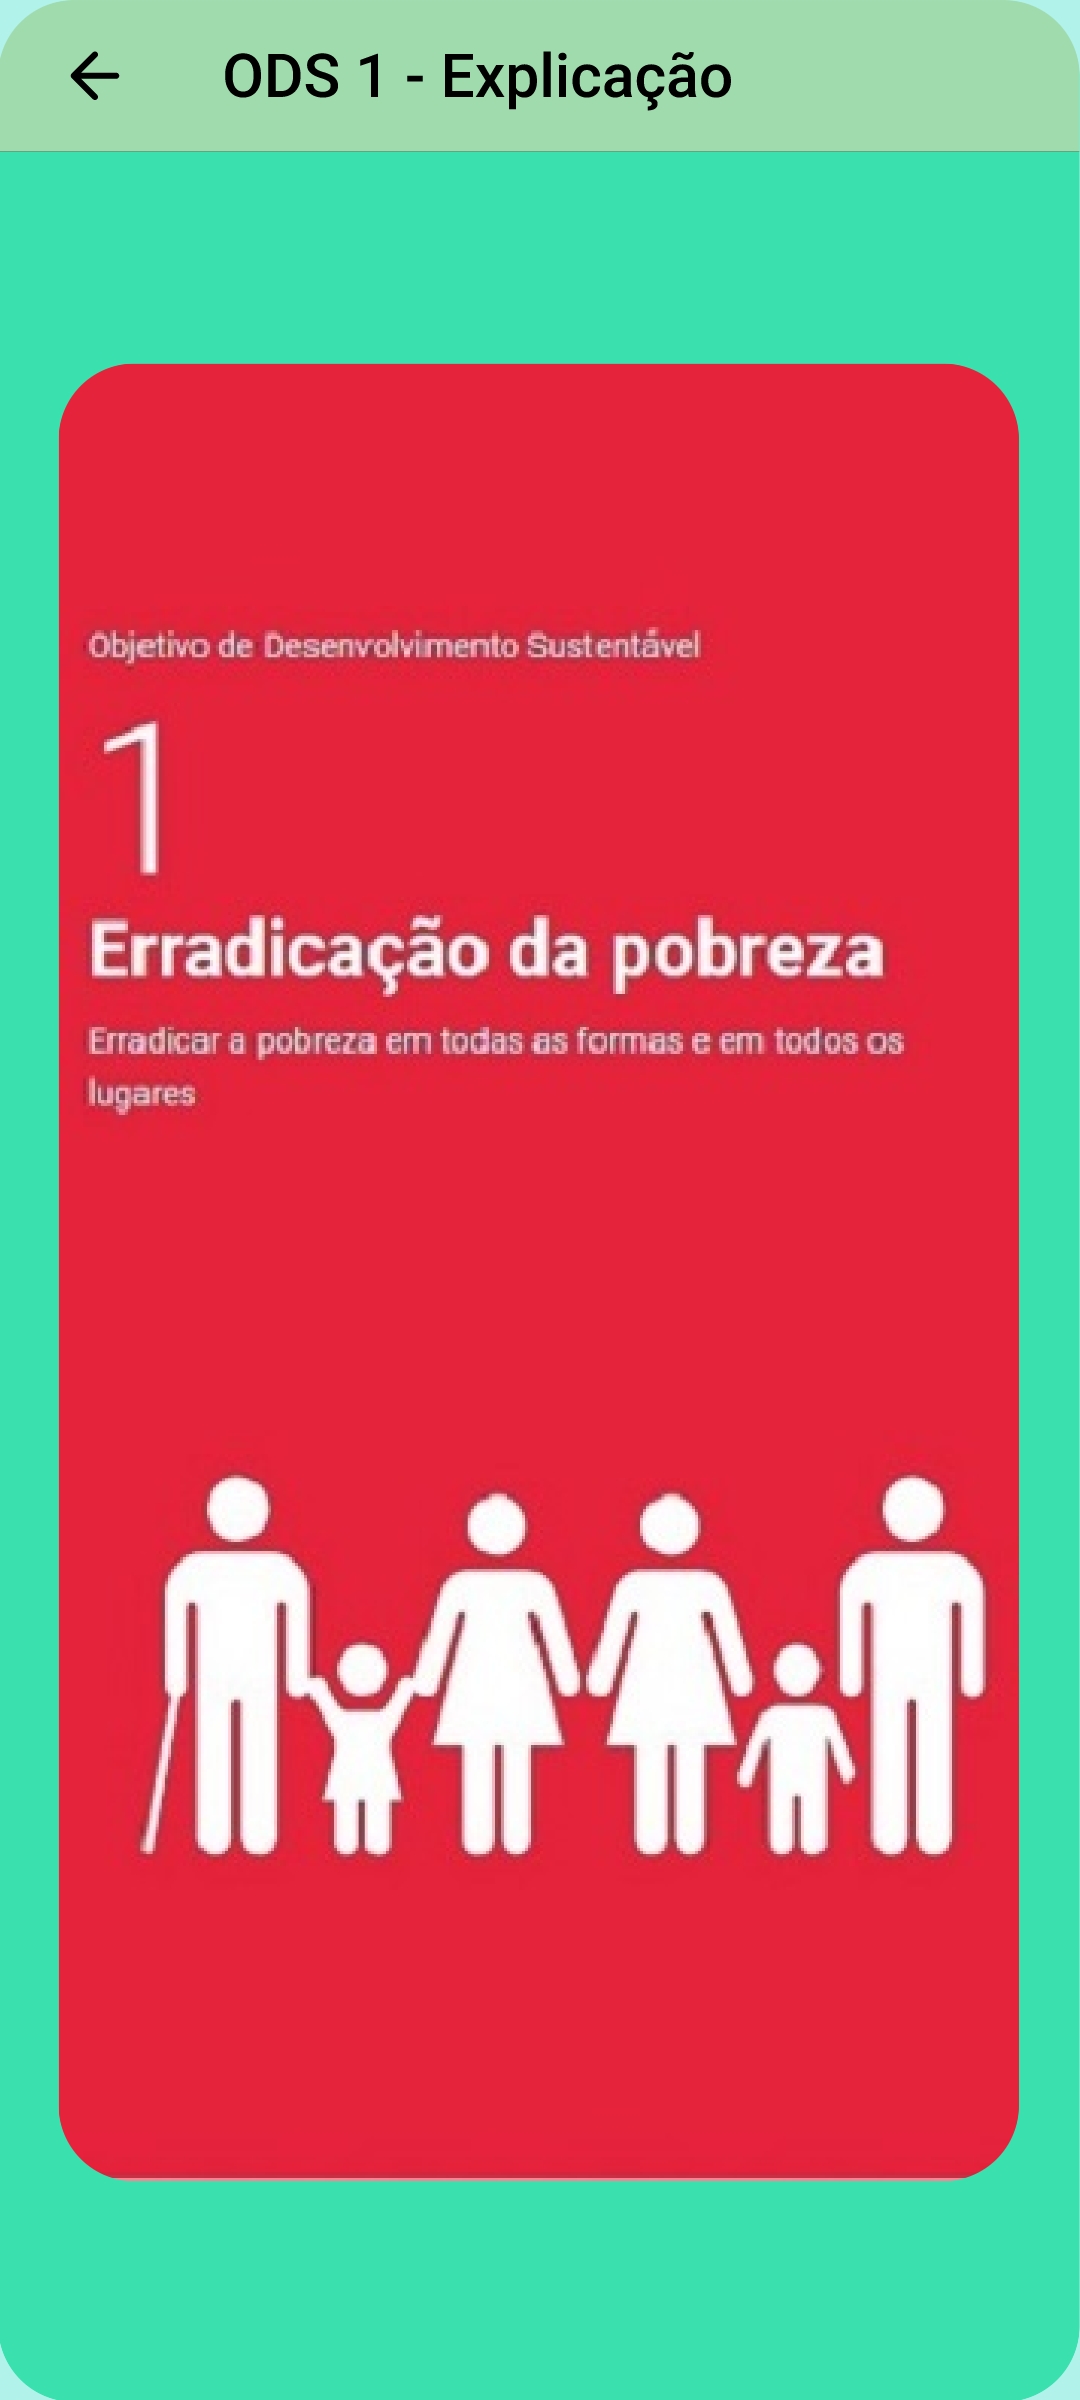 ODS 1 - Explicação
Objetivo de Desenvolvimento Sustentável
1
Erradicação da pobreza
Erradicar a pobreza em todas as formas e em todos os
lugares